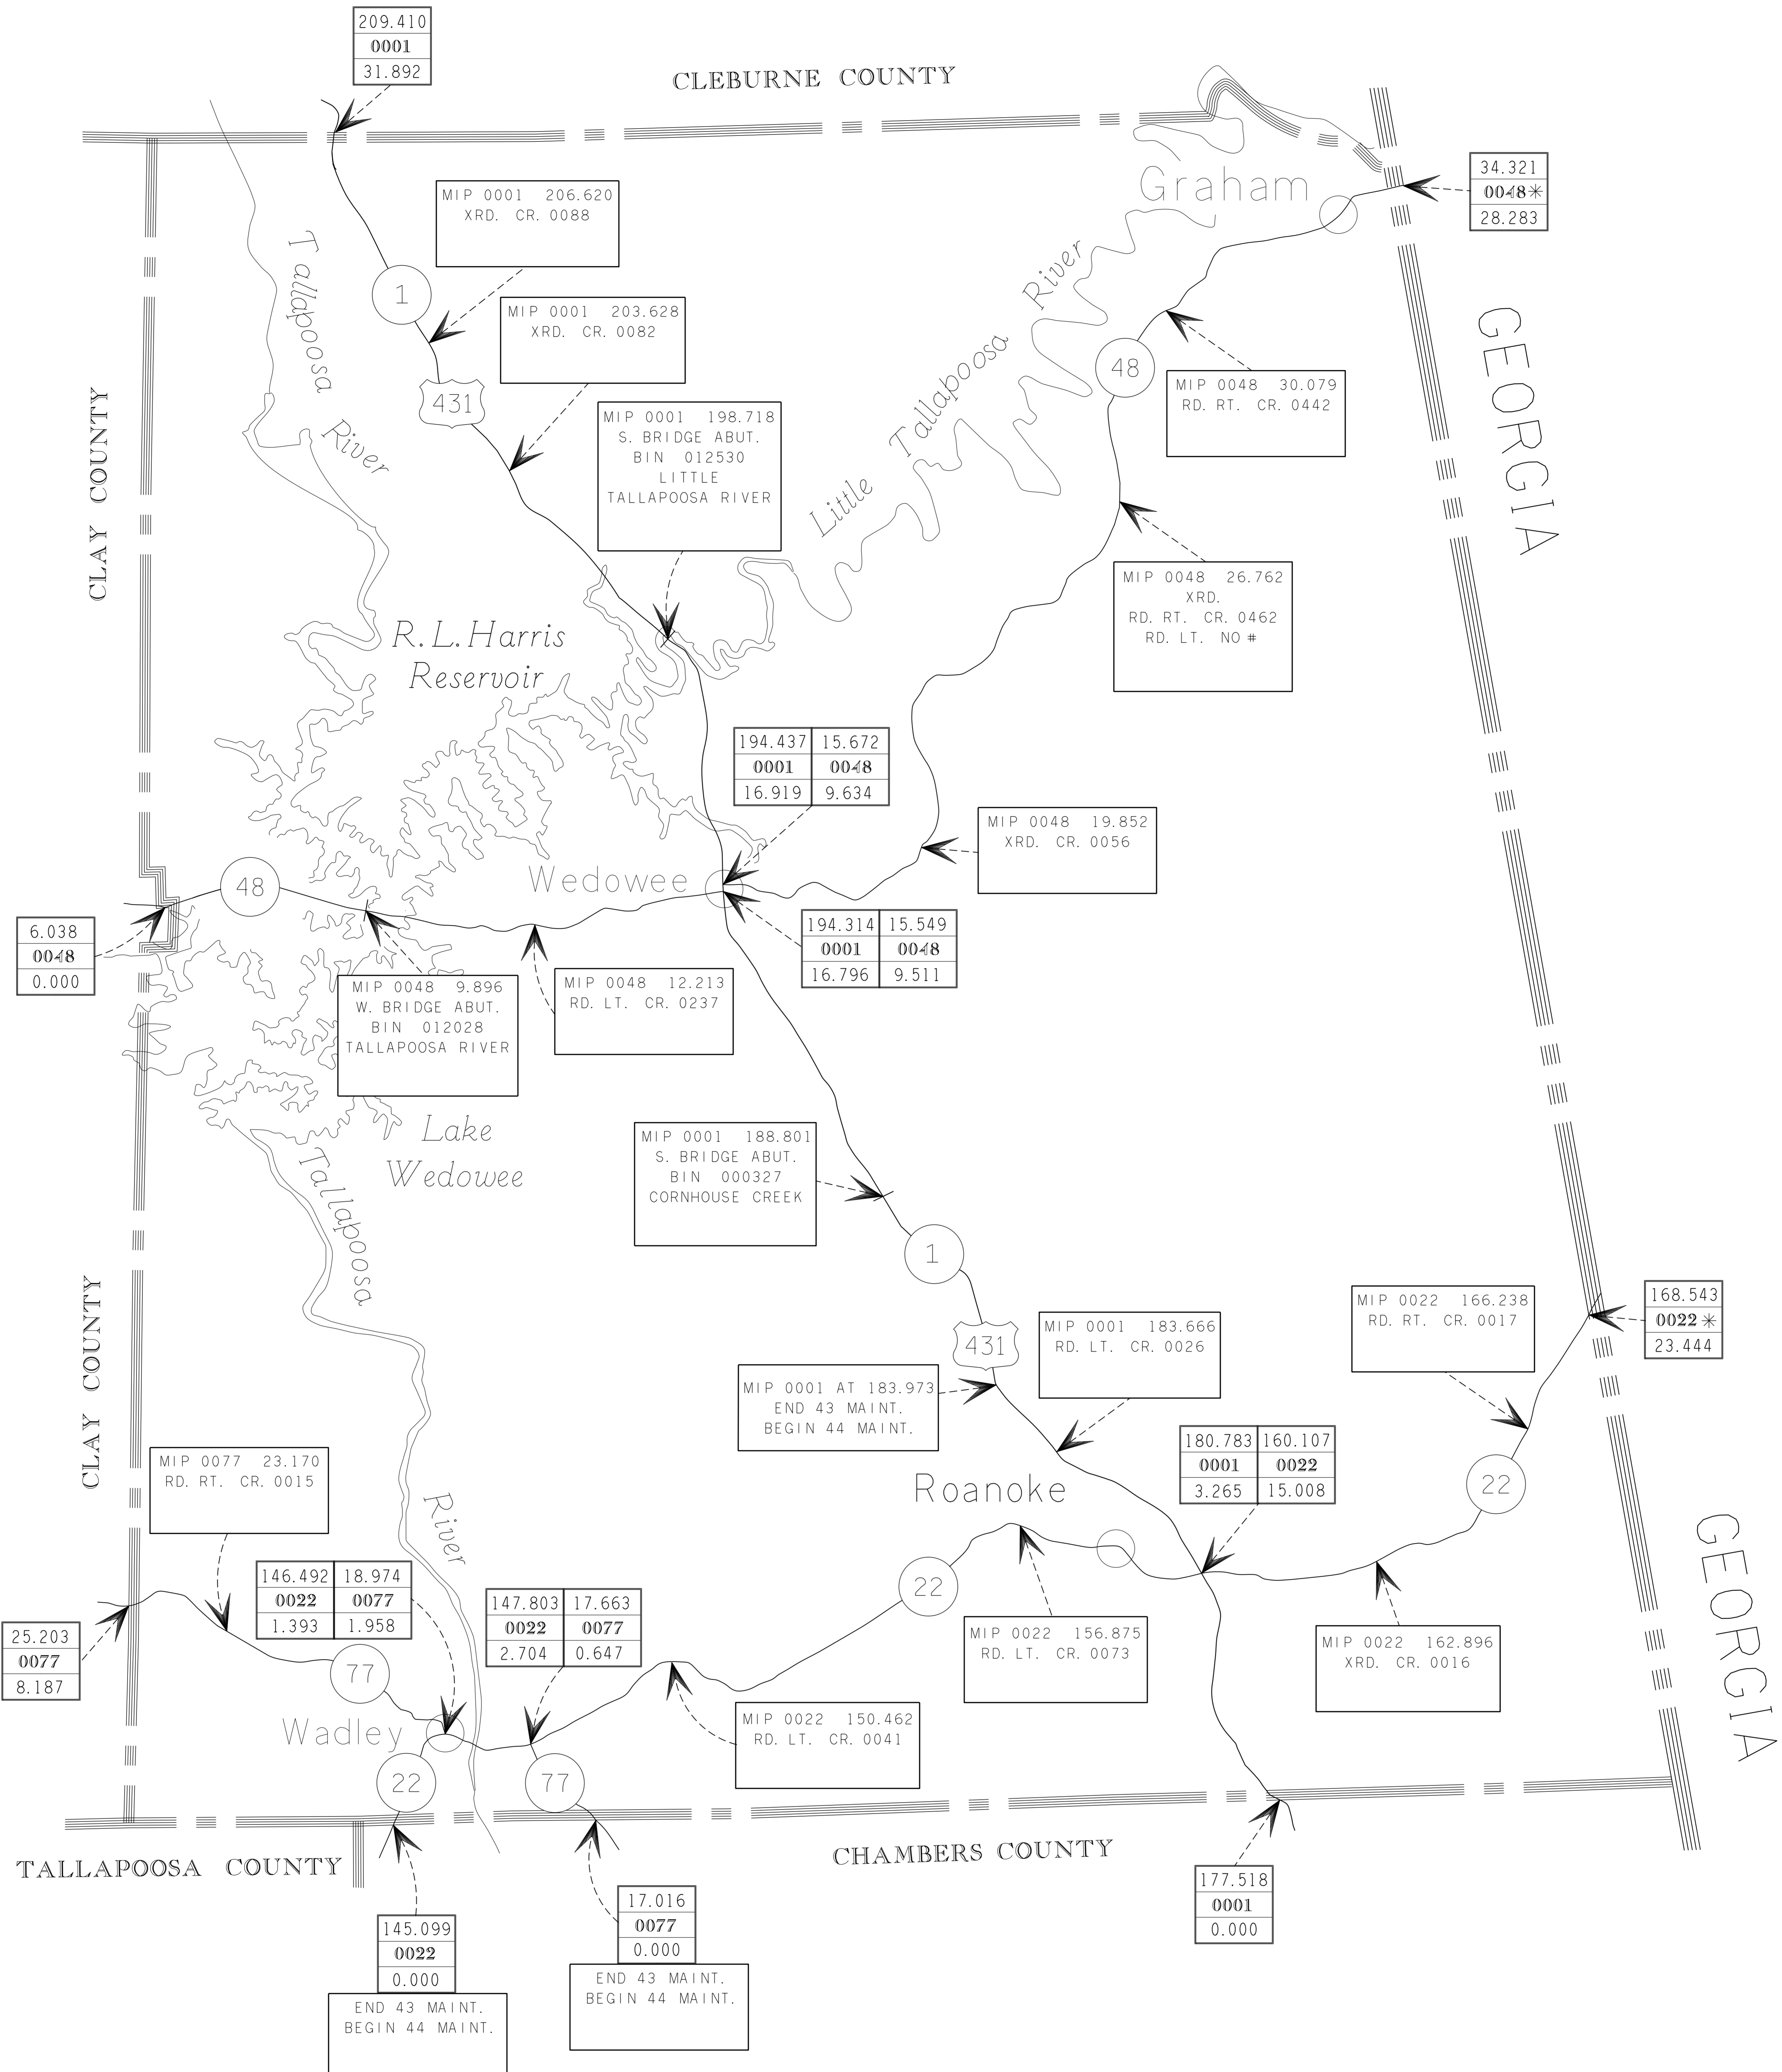 209.410
0001
31.892
CLEBURNE COUNTY
34.321
0048*
28.283
Graham
MIP 0001 206.620
XRD. CR. 0088
Tallapoosa
River
1
MIP 0001 203.628
XRD. CR. 0082
431
Little Tallapoosa River
48
MIP 0048 30.079
RD. RT. CR. 0442
GEORGIA
CLAY COUNTY
MIP 0001 198.718
S. BRIDGE ABUT.
BIN 012530
LITTLE
TALLAPOOSA RIVER
MIP 0048 26.762
XRD.
RD. RT. CR. 0462
RD. LT. NO #
R.L.Harris
Reservoir
194.437 15.672
0001 0048
16.919 9.634
MIP 0048 19.852
XRD. CR. 0056
Wedowee
48
6.038
0048
0.000
194.314 15.549
0001 0048
16.796 9.511
MIP 0048 9.896
W. BRIDGE ABUT.
BIN 012028
TALLAPOOSA RIVER
MIP 0048 12.213
RD. LT. CR. 0237
Lake
Wedowee
MIP 0001 188.801
S. BRIDGE ABUT.
BIN 000327
CORNHOUSE CREEK
Tallapoosa
River
1
431
CLAY COUNTY
MIP 0001 183.666
RD. LT. CR. 0026
MIP 0022 166.238
RD. RT. CR. 0017
168.543
0022*
23.444
MIP 0001 AT 183.973
END 43 MAINT.
BEGIN 44 MAINT.
MIP 0077 23.170
RD. RT. CR. 0015
Roanoke
180.783 160.107
0001 0022
3.265 15.008
22
GEORGIA
146.492 18.974
0022 0077
1.393 1.958
147.803 17.663
0022 0077
2.704 0.647
22
25.203
0077
8.187
77
MIP 0022 156.875
RD. LT. CR. 0073
MIP 0022 162.896
XRD. CR. 0016
Wadley
MIP 0022 150.462
RD. LT. CR. 0041
22
77
TALLAPOOSA COUNTY
CHAMBERS COUNTY
177.518
0001
0.000
145.099
0022
0.000
END 43 MAINT.
BEGIN 44 MAINT.
17.016
0077
0.000
END 43 MAINT.
BEGIN 44 MAINT.